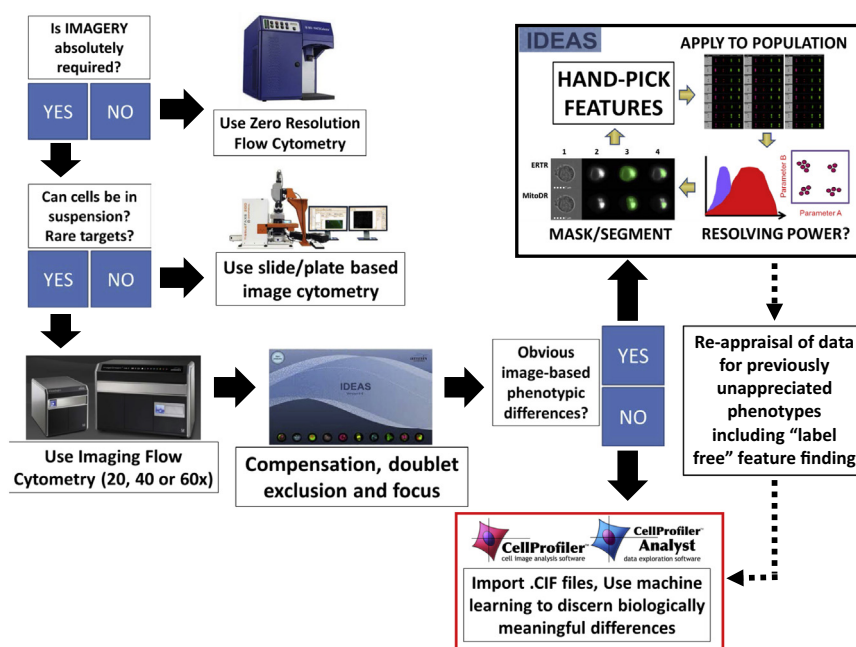 Is IMAGERY
absolutely
required?
YES
NO
Use Zero Resolution
Flow Cytometry
Can cells be in
suspension?
Rare targets?
YES
NO
Use slide/plate based
image cytometry
Use Imaging Flow
Cytometry (20, 40 or 60x)
IDEAS
Compensation, doublet
exclusion and focus
Obvious
image-based
phenotypic
differences?
YES
NO
IDEAS
HAND-PICK
FEATURES
APPLY TO POPULATION
1
2
3
4
ERTR
MitoDR
MASK/SEGMENT
Parameter B
Parameter A
RESOLVING POWER?
Re-appraisal of data
for previously
unappreciated
phenotypes
including “label
free” feature finding
CellProfiler™
cell image analysis software
CellProfiler™
Analyst
data exploration software
Import .CIF files, Use machine
learning to discern biologically
meaningful differences